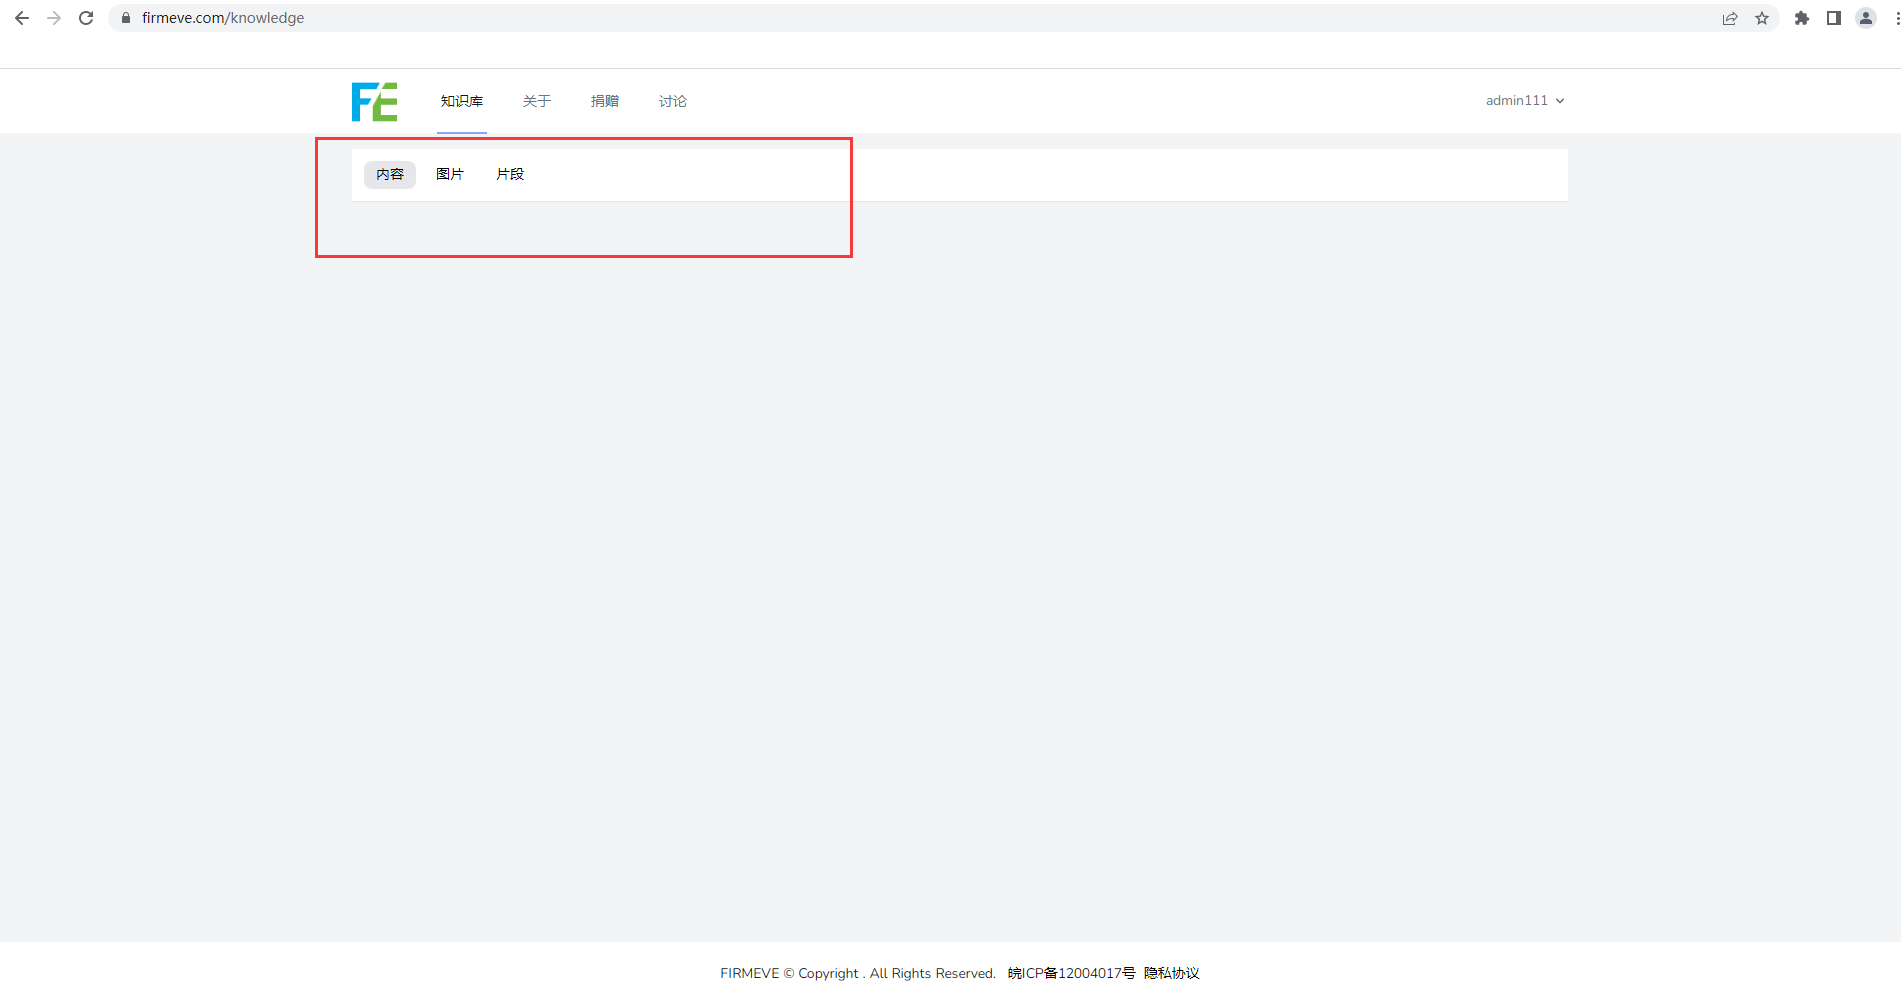 firmeve.com/knowledge
FE 知识库 关于 捐赠 讨论 admin111
内容 图片 片段
FIRMEVE © Copyright . All Rights Reserved. 皖ICP备12004017号 隐私协议